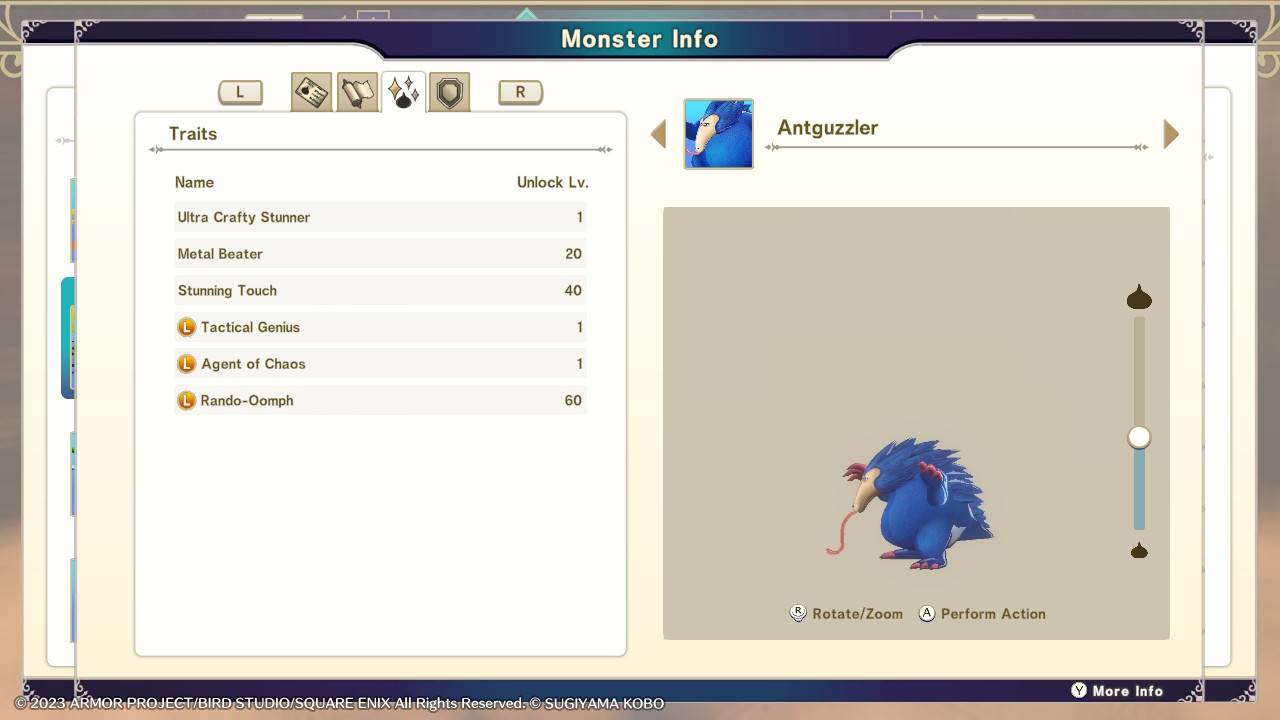 Monster Info
L
R
Traits
Name Unlock Lv.
Ultra Crafty Stunner 1
Metal Beater 20
Stunning Touch 40
L Tactical Genius 1
L Agent of Chaos 1
L Rando-Oomph 60
Antguzzler
R Rotate/Zoom A Perform Action
Y More Info
© 2023 ARMOR PROJECT/BIRD STUDIO/SQUARE ENIX All Rights Reserved. © SUGIYAMA KOBO